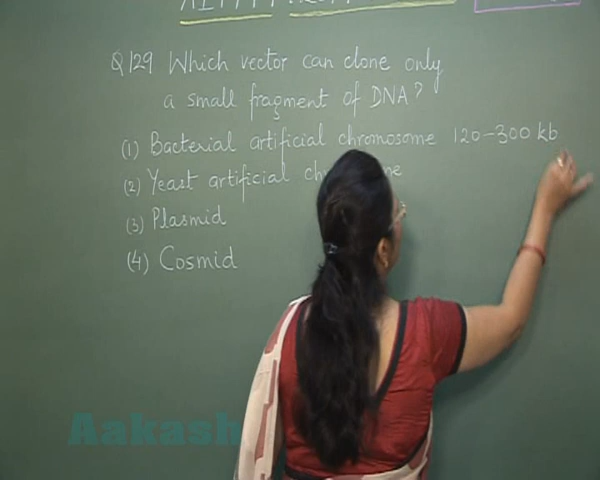 Q 129 Which vector can clone only
a small fragment of DNA?
(1) Bacterial artificial chromosome 120-300 kb
(2) Yeast artificial
(3) Plasmid
(4) Cosmid
Aakash